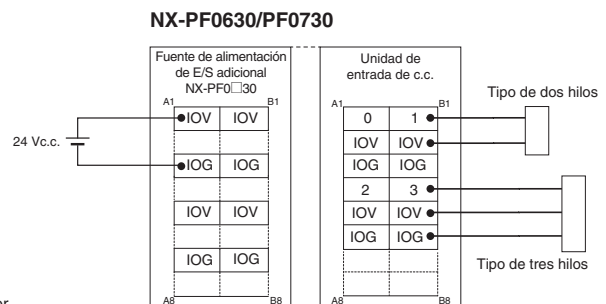 NX-PF0630/PF0730
Fuente de alimentación
de E/S adicional
NX-PF0□30
Unidad de
entrada de c.c.
Tipo de dos hilos
A1 B1 A1 B1
IOV IOV 0 1
24 Vc.c.
IOV IOV
IOG IOG IOG IOG
2 3
IOV IOV IOV IOV
IOG IOG
IOG IOG
Tipo de tres hilos
A8 B8 A8 B8